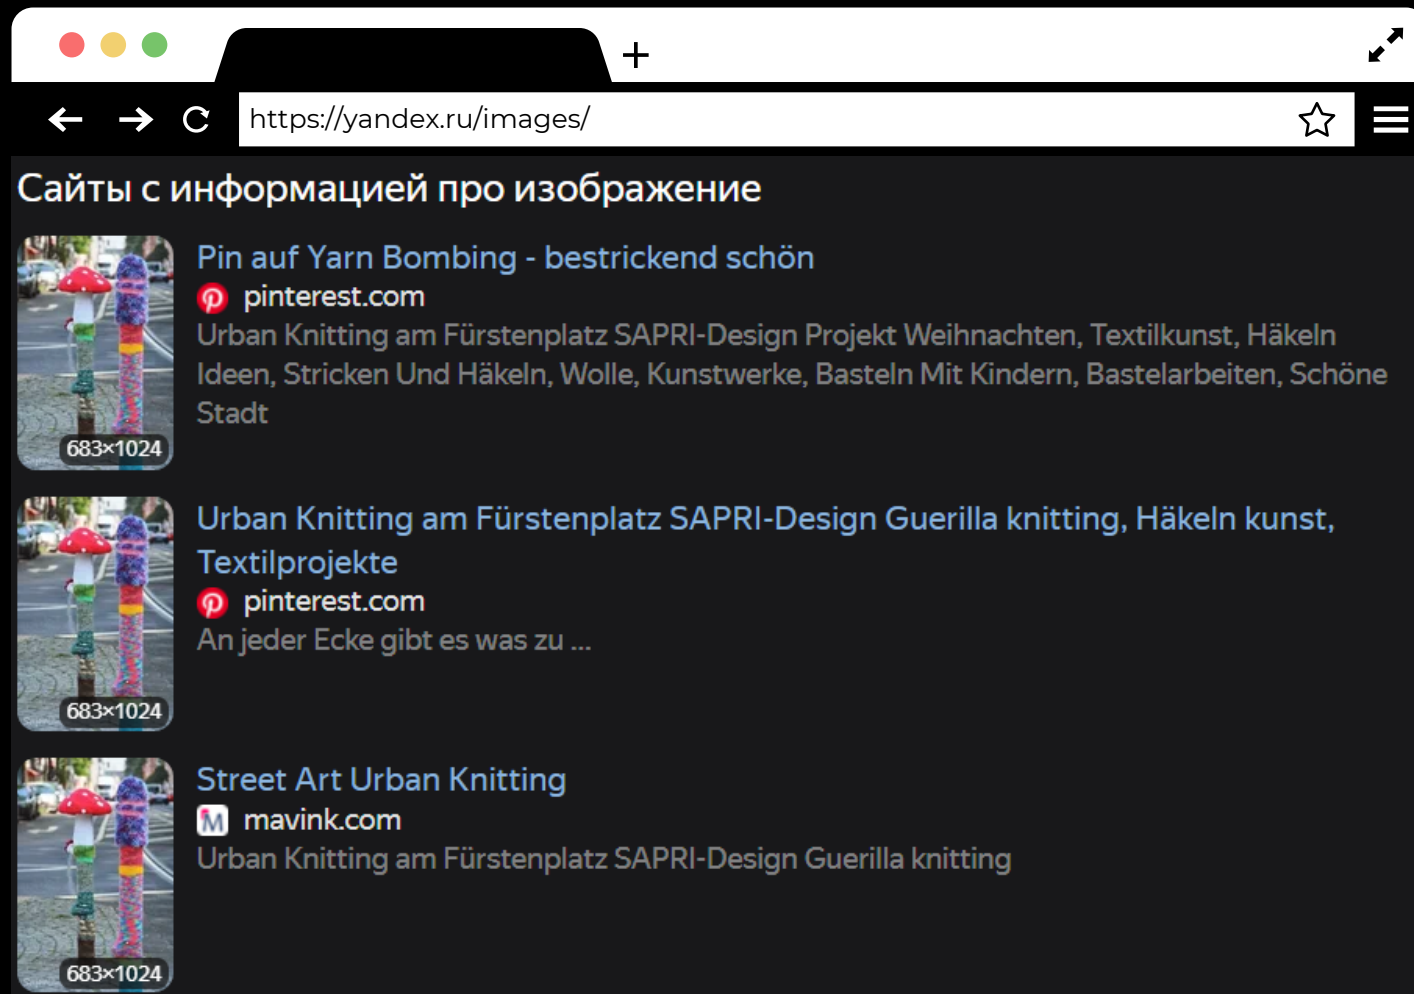 https://yandex.ru/images/
Сайты с информацией про изображение
683×1024
Pin auf Yarn Bombing - bestrickend schön
pinterest.com
Urban Knitting am Fürstenplatz SAPRI-Design Projekt Weihnachten, Textilkunst, Häkeln
Ideen, Stricken Und Häkeln, Wolle, Kunstwerke, Basteln Mit Kindern, Bastelarbeiten, Schöne
Stadt
683×1024
Urban Knitting am Fürstenplatz SAPRI-Design Guerilla knitting, Häkeln kunst,
Textilprojekte
pinterest.com
An jeder Ecke gibt es was zu ...
683×1024
Street Art Urban Knitting
M mavink.com
Urban Knitting am Fürstenplatz SAPRI-Design Guerilla knitting